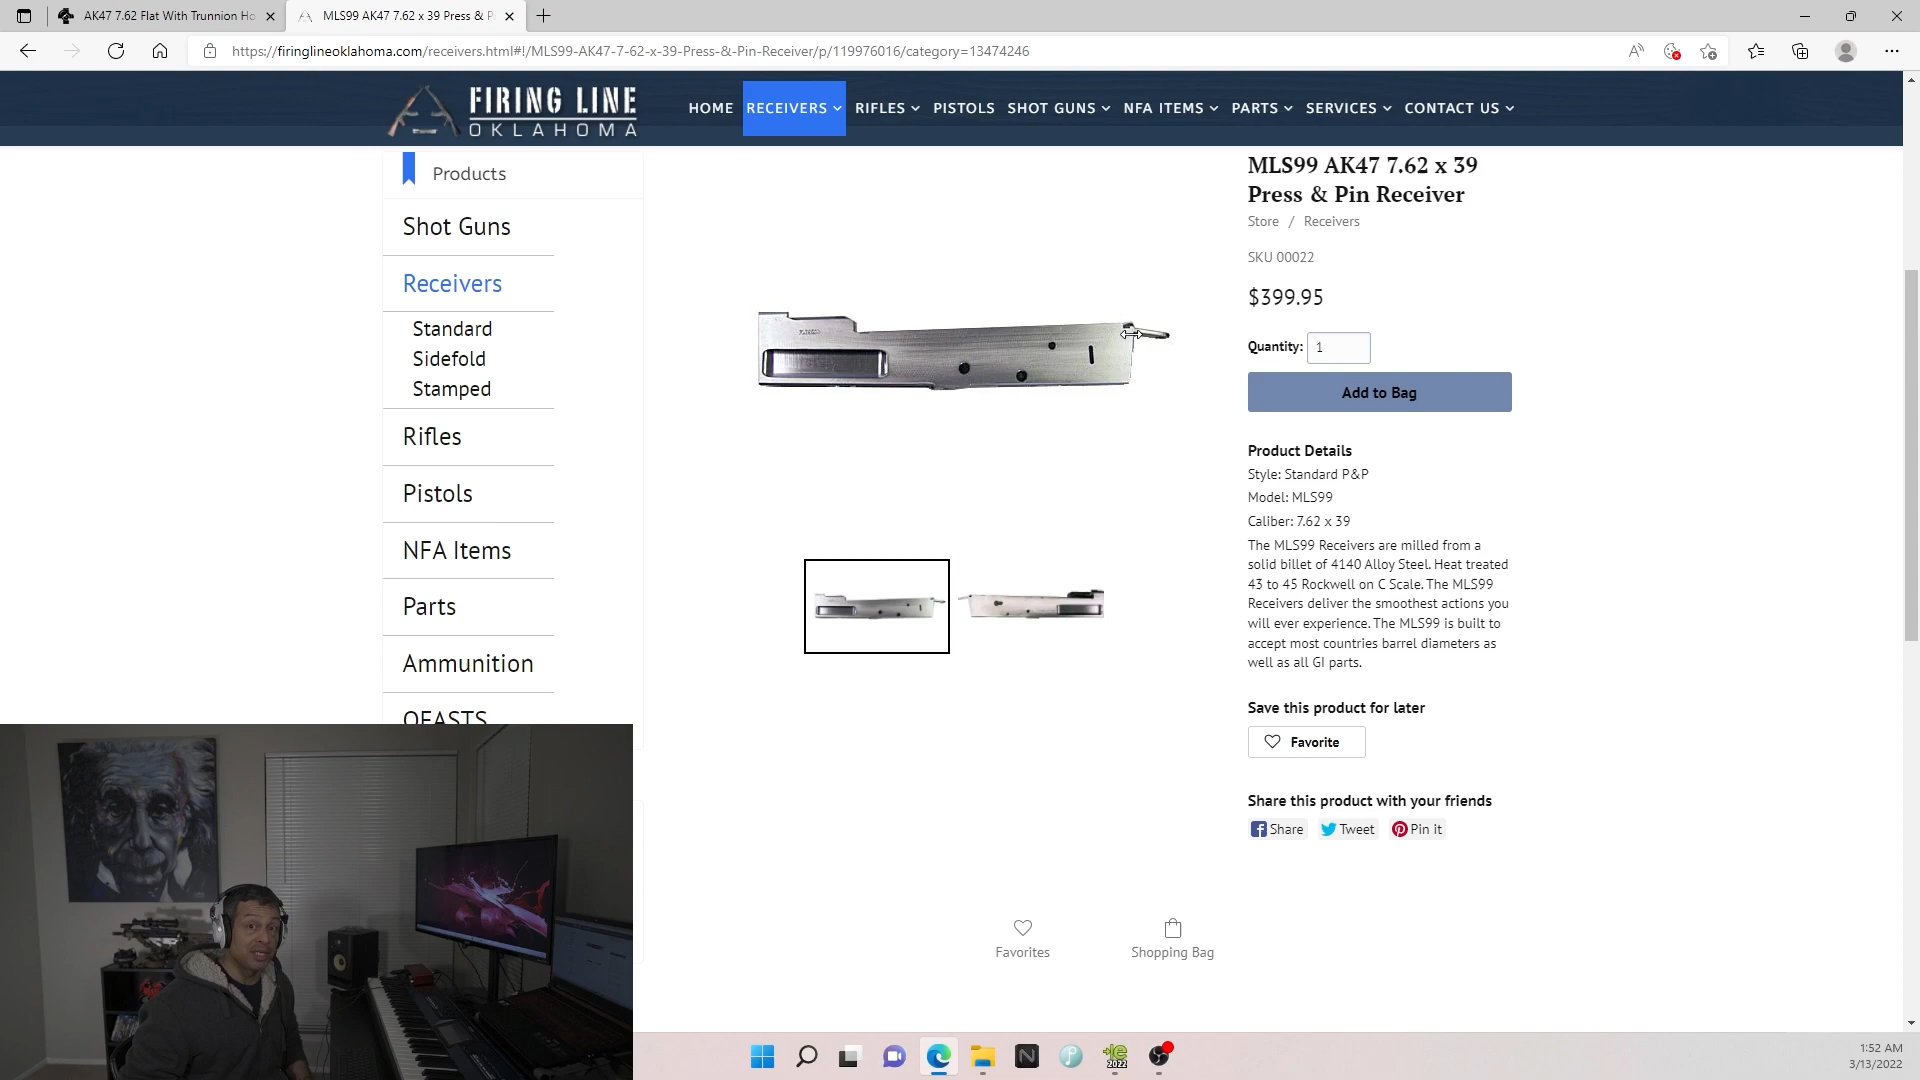 AK47 7.62 Flat With Trunnion Ho
MLS99 AK47 7.62 x 39 Press & P
https://firinglineoklahoma.com/receivers.html#!/MLS99-AK47-7-62-x-39-Press-&-Pin-Receiver/p/119976016/category=13474246
FIRING LINE
OKLAHOMA
HOME RECEIVERS RIFLES PISTOLS SHOT GUNS NFA ITEMS PARTS SERVICES CONTACT US
Products
Shot Guns
Receivers
Standard
Sidefold
Stamped
Rifles
Pistols
NFA Items
Parts
Ammunition
OEASTS
MLS99 AK47 7.62 x 39
Press & Pin Receiver
Store / Receivers
SKU 00022
$399.95
Quantity: 1
Add to Bag
Product Details
Style: Standard P&P
Model: MLS99
Caliber: 7.62 x 39
The MLS99 Receivers are milled from a
solid billet of 4140 Alloy Steel. Heat treated
43 to 45 Rockwell on C Scale. The MLS99
Receivers deliver the smoothest actions you
will ever experience. The MLS99 is built to
accept most countries barrel diameters as
well as all GI parts.
Save this product for later
Favorite
Share this product with your friends
Share Tweet Pin it
Favorites
Shopping Bag
2022
1:52 AM
3/13/2022